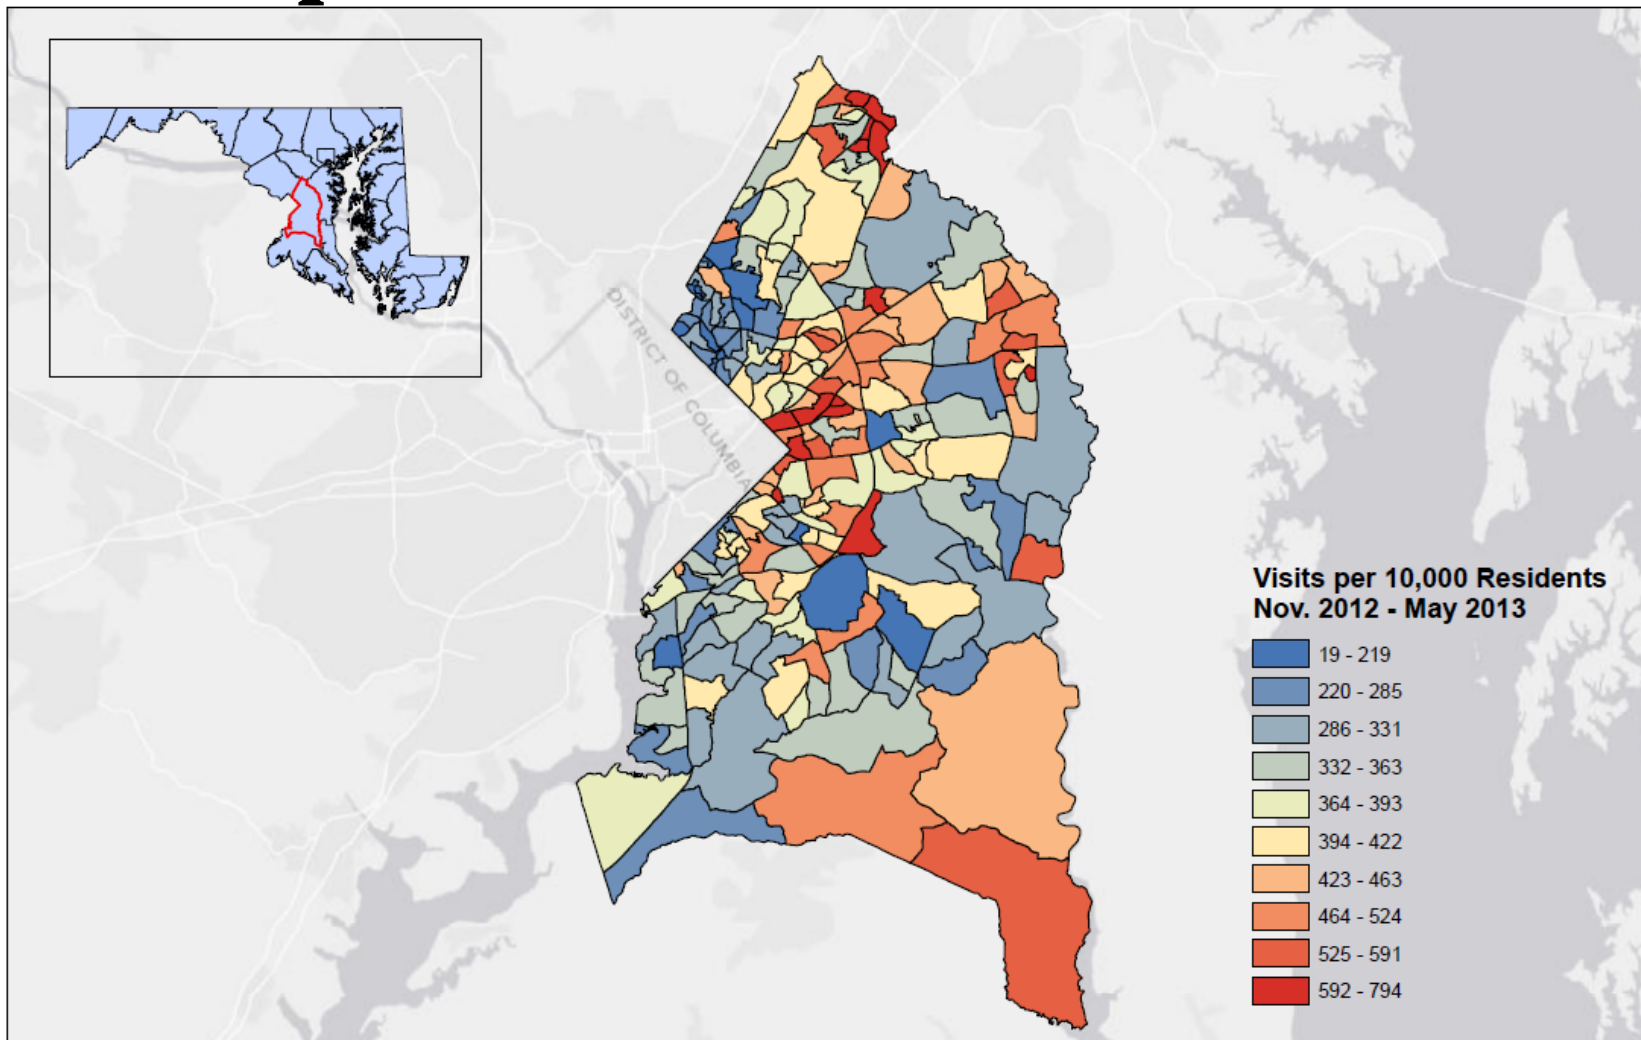 DISTRICT OF COLUMBIA
Visits per 10,000 Residents
Nov. 2012 - May 2013
19 - 219
220 - 285
286 - 331
332 - 363
364 - 393
394 - 422
423 - 463
464 - 524
525 - 591
592 - 794